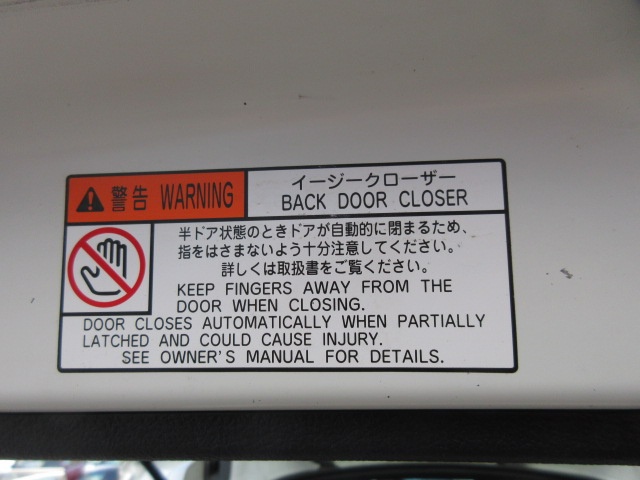 警告 WARNING
イージークローザー
BACK DOOR CLOSER
半ドア状態のときドアが自動的に閉まるため、
指をはさまないよう十分注意してください。
詳しくは取扱書をご覧ください。
KEEP FINGERS AWAY FROM THE
DOOR WHEN CLOSING.
DOOR CLOSES AUTOMATICALLY WHEN PARTIALLY
LATCHED AND COULD CAUSE INJURY.
SEE OWNER'S MANUAL FOR DETAILS.